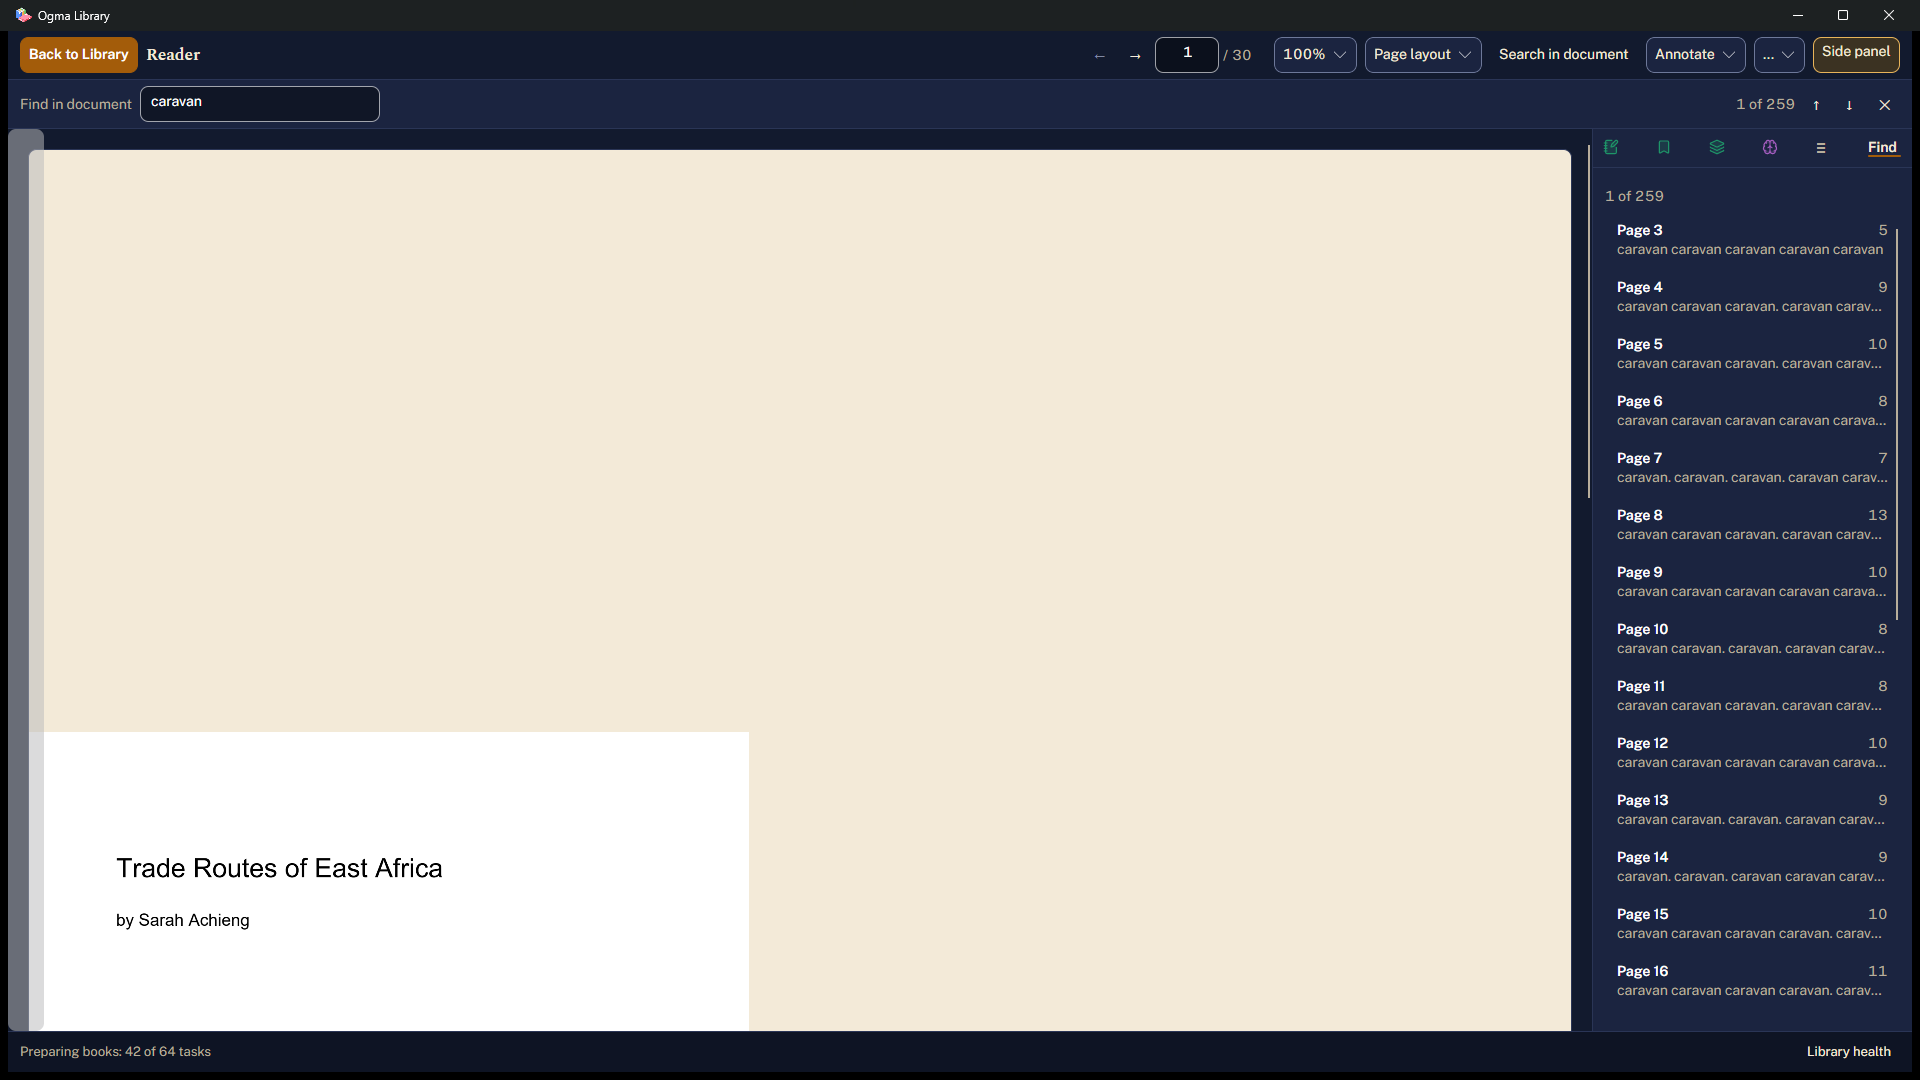 Ogma Library
Back to Library Reader ← → 1 / 30 100% Page layout Search in document Annotate ... Side panel
Find in document caravan 1 of 259 ↑ ↓
Find
1 of 259
Page 3 5
caravan caravan caravan caravan caravan
Page 4 9
caravan caravan caravan. caravan carav...
Page 5 10
caravan caravan caravan. caravan carav...
Page 6 8
caravan caravan caravan caravan carava...
Page 7 7
caravan. caravan. caravan. caravan carav...
Page 8 13
caravan caravan caravan. caravan carav...
Page 9 10
caravan caravan caravan caravan carava...
Page 10 8
caravan caravan. caravan. caravan carav...
Page 11 8
caravan caravan caravan. caravan carav...
Page 12 10
caravan caravan caravan caravan carava...
Page 13 9
caravan caravan. caravan. caravan carav...
Page 14 9
caravan. caravan. caravan caravan carav...
Page 15 10
caravan caravan caravan caravan. carav...
Page 16 11
caravan caravan caravan caravan. carav...
Trade Routes of East Africa
by Sarah Achieng
Preparing books: 42 of 64 tasks Library health